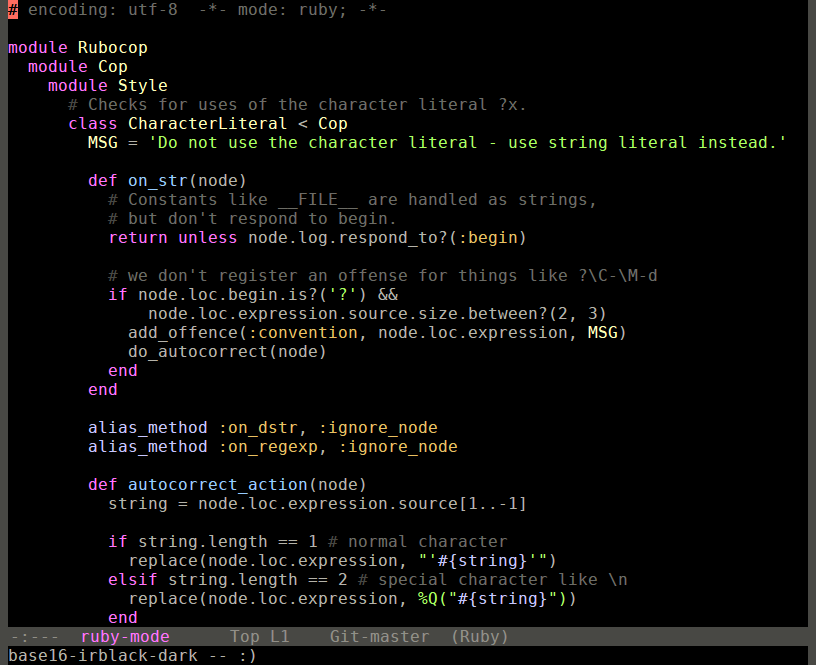 # encoding: utf-8  -*- mode: ruby; -*-

module Rubocop
  module Cop
    module Style
      # Checks for uses of the character literal ?x.
      class CharacterLiteral < Cop
        MSG = 'Do not use the character literal - use string literal instead.'

        def on_str(node)
          # Constants like __FILE__ are handled as strings,
          # but don't respond to begin.
          return unless node.log.respond_to?(:begin)

          # we don't register an offense for things like ?\C-\M-d
          if node.loc.begin.is?('?') &&
              node.loc.expression.source.size.between?(2, 3)
            add_offence(:convention, node.loc.expression, MSG)
            do_autocorrect(node)
          end
        end

        alias_method :on_dstr, :ignore_node
        alias_method :on_regexp, :ignore_node

        def autocorrect_action(node)
          string = node.loc.expression.source[1..-1]

          if string.length == 1 # normal character
            replace(node.loc.expression, "'#{string}'")
          elsif string.length == 2 # special character like \n
            replace(node.loc.expression, %Q("#{string}"))
          end
-:---  ruby-mode      Top L1    Git-master  (Ruby)
base16-irblack-dark -- :)